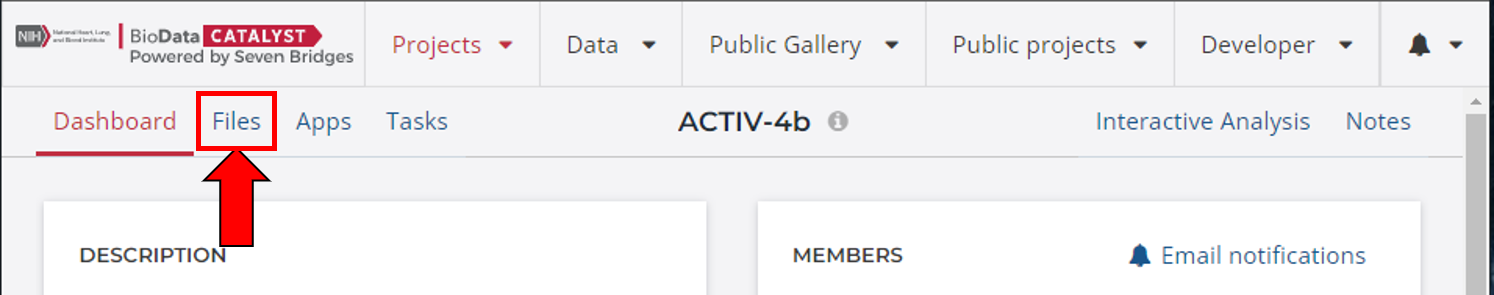 NIH National Heart, Lung, and Blood Institute
BioData CATALYST
Powered by Seven Bridges
Projects
Data
Public Gallery
Public projects
Developer
Dashboard
Files
Apps
Tasks
ACTIV-4b
Interactive Analysis
Notes
DESCRIPTION
MEMBERS
Email notifications